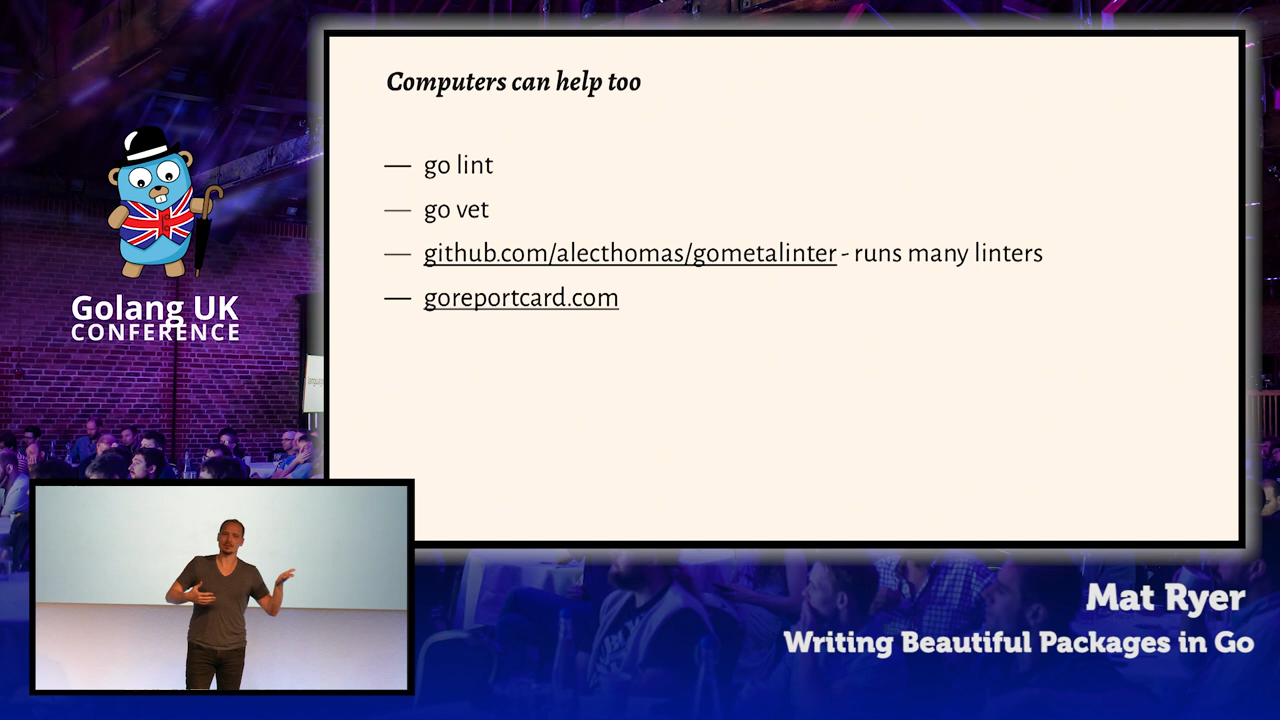 Computers can help too
— go lint
— go vet
— github.com/alecthomas/gometalinter - runs many linters
— goreportcard.com
Golang UK
CONFERENCE
Mat Ryer
Writing Beautiful Packages in Go